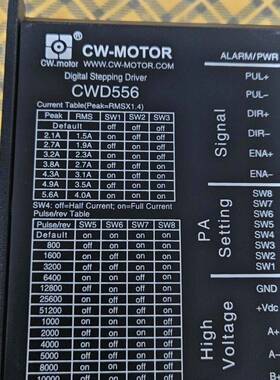 CW-MOTOR
CW.motor
WWW.CW-MOTOR.COM
Digital Stepping Driver
CWD556
Current Table(Peak=RMSX1.4)
Peak RMS SW1 SW2 SW3
Default off off off
2.1A 1.5A on off off
2.7A 1.9A off on off
3.2A 2.3A on on off
3.8A 2.7A off off on
4.3A 3.1A on off on
4.9A 3.5A off on on
5.6A 4.0A on on on
SW4: off=Half Current; on=Full Current
Pulse/rev Table
Pulse/rev SW5 SW6 SW7 SW8
Default on on on on
800 off on on on
1600 on off on on
3200 off off on on
6400 on on off on
12800 off on off on
25600 on off off on
51200 off off off on
1000 on on on off
2000 off on on off
4000 on off on off
5000 off off on off
8000 on on off off
10000 off on off off
ALARM/PWR
Signal
PUL+
PUL-
DIR+
DIR-
ENA+
ENA-
PA Setting
SW8
SW7
SW6
SW5
SW4
SW3
SW2
SW1
High Voltage
GND
+Vdc
A+
A-
B+